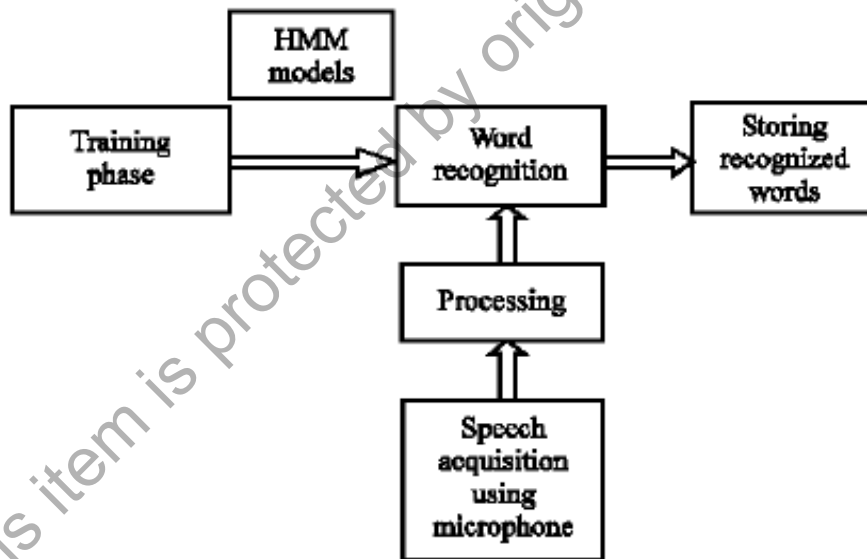 HMM
models
Training
phase
Word
recognition
Storing
recognized
words
Processing
Speech
acquisition
using
microphone
is item is protected by orig